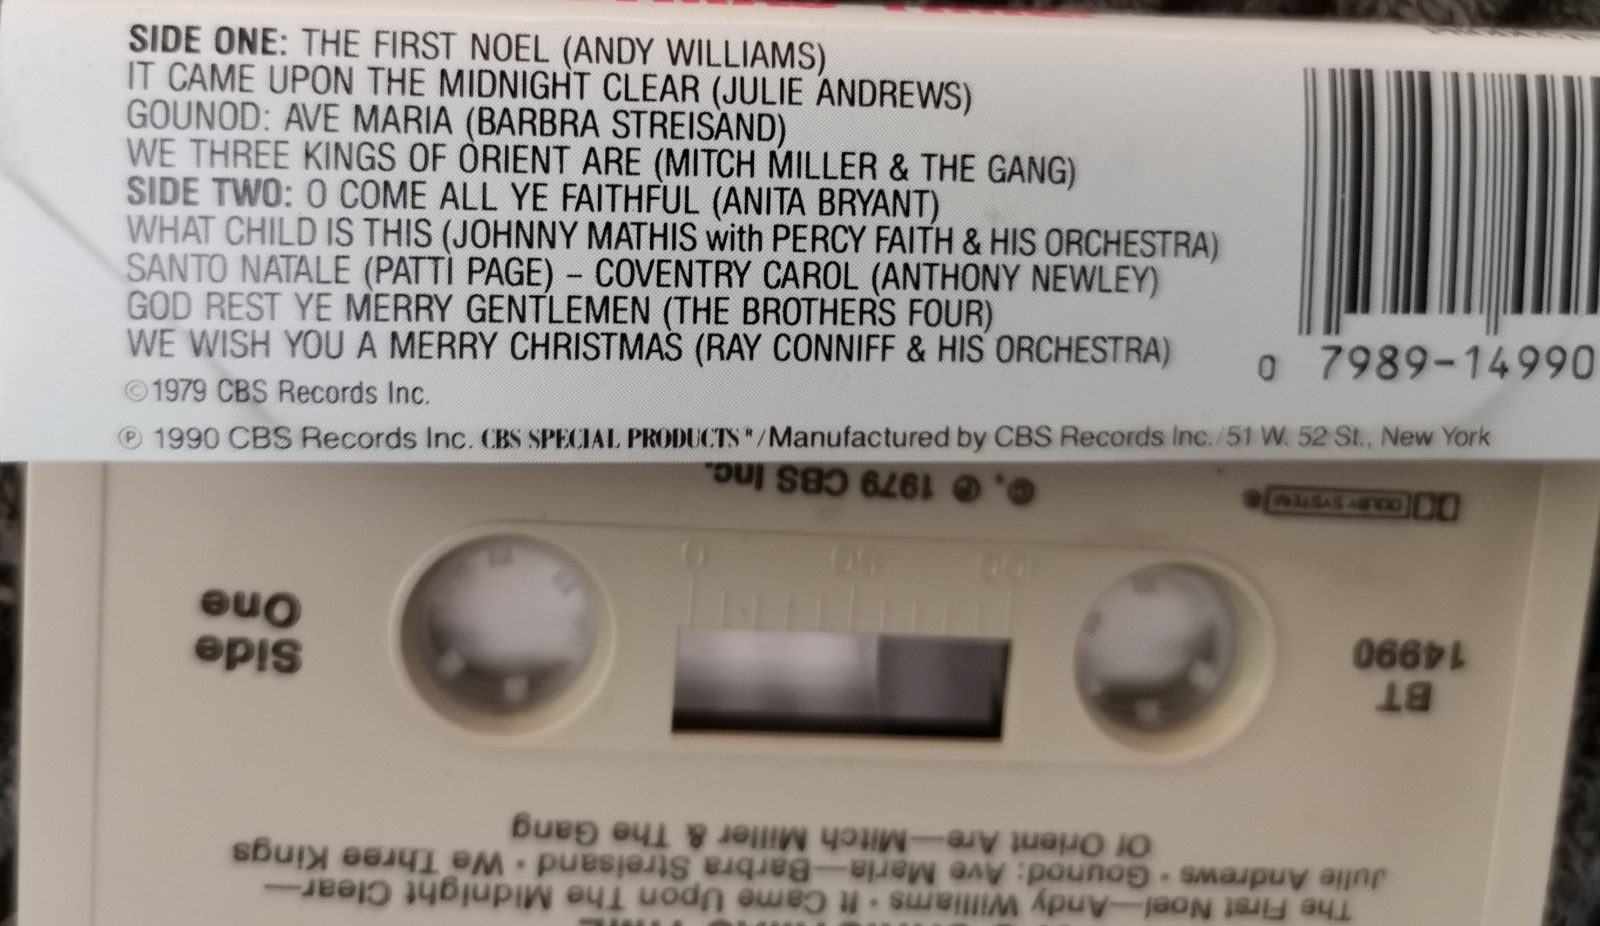 SIDE ONE: THE FIRST NOEL (ANDY WILLIAMS)
IT CAME UPON THE MIDNIGHT CLEAR (JULIE ANDREWS)
GOUNOD: AVE MARIA (BARBRA STREISAND)
WE THREE KINGS OF ORIENT ARE (MITCH MILLER & THE GANG)
SIDE TWO: O COME ALL YE FAITHFUL (ANITA BRYANT)
WHAT CHILD IS THIS (JOHNNY MATHIS with PERCY FAITH & HIS ORCHESTRA)
SANTO NATALE (PATTI PAGE) – COVENTRY CAROL (ANTHONY NEWLEY)
GOD REST YE MERRY GENTLEMEN (THE BROTHERS FOUR)
WE WISH YOU A MERRY CHRISTMAS (RAY CONNIFF & HIS ORCHESTRA)
©1979 CBS Records Inc.
℗ 1990 CBS Records Inc. CBS SPECIAL PRODUCTS™/Manufactured by CBS Records Inc./51 W. 52 St., New York
0 7989-14990
The First Noel—Andy Williams • It Came Upon The Midnight Clear—
Julie Andrews • Gounod: Ave Maria—Barbra Streisand • We Three Kings
Of Orient Are—Mitch Miller & The Gang
BT
14990
Side
One
0 50 100
DOLBY SYSTEM®
©, ℗ 1979 CBS Inc.